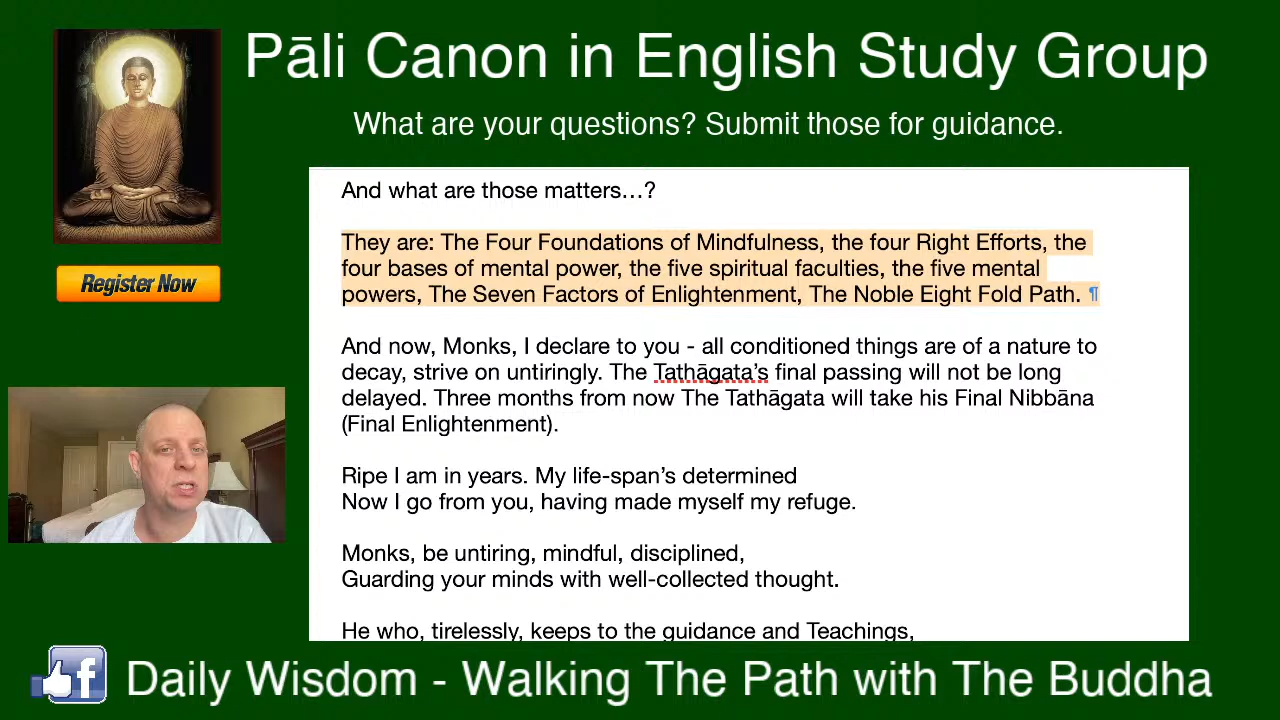 Pāli Canon in English Study Group
What are your questions? Submit those for guidance.
Register Now
And what are those matters…?
They are: The Four Foundations of Mindfulness, the four Right Efforts, the
four bases of mental power, the five spiritual faculties, the five mental
powers, The Seven Factors of Enlightenment, The Noble Eight Fold Path. ¶
And now, Monks, I declare to you - all conditioned things are of a nature to
decay, strive on untiringly. The Tathāgata's final passing will not be long
delayed. Three months from now The Tathāgata will take his Final Nibbāna
(Final Enlightenment).
Ripe I am in years. My life-span's determined
Now I go from you, having made myself my refuge.
Monks, be untiring, mindful, disciplined,
Guarding your minds with well-collected thought.
He who, tirelessly, keeps to the guidance and Teachings,
f
Daily Wisdom - Walking The Path with The Buddha